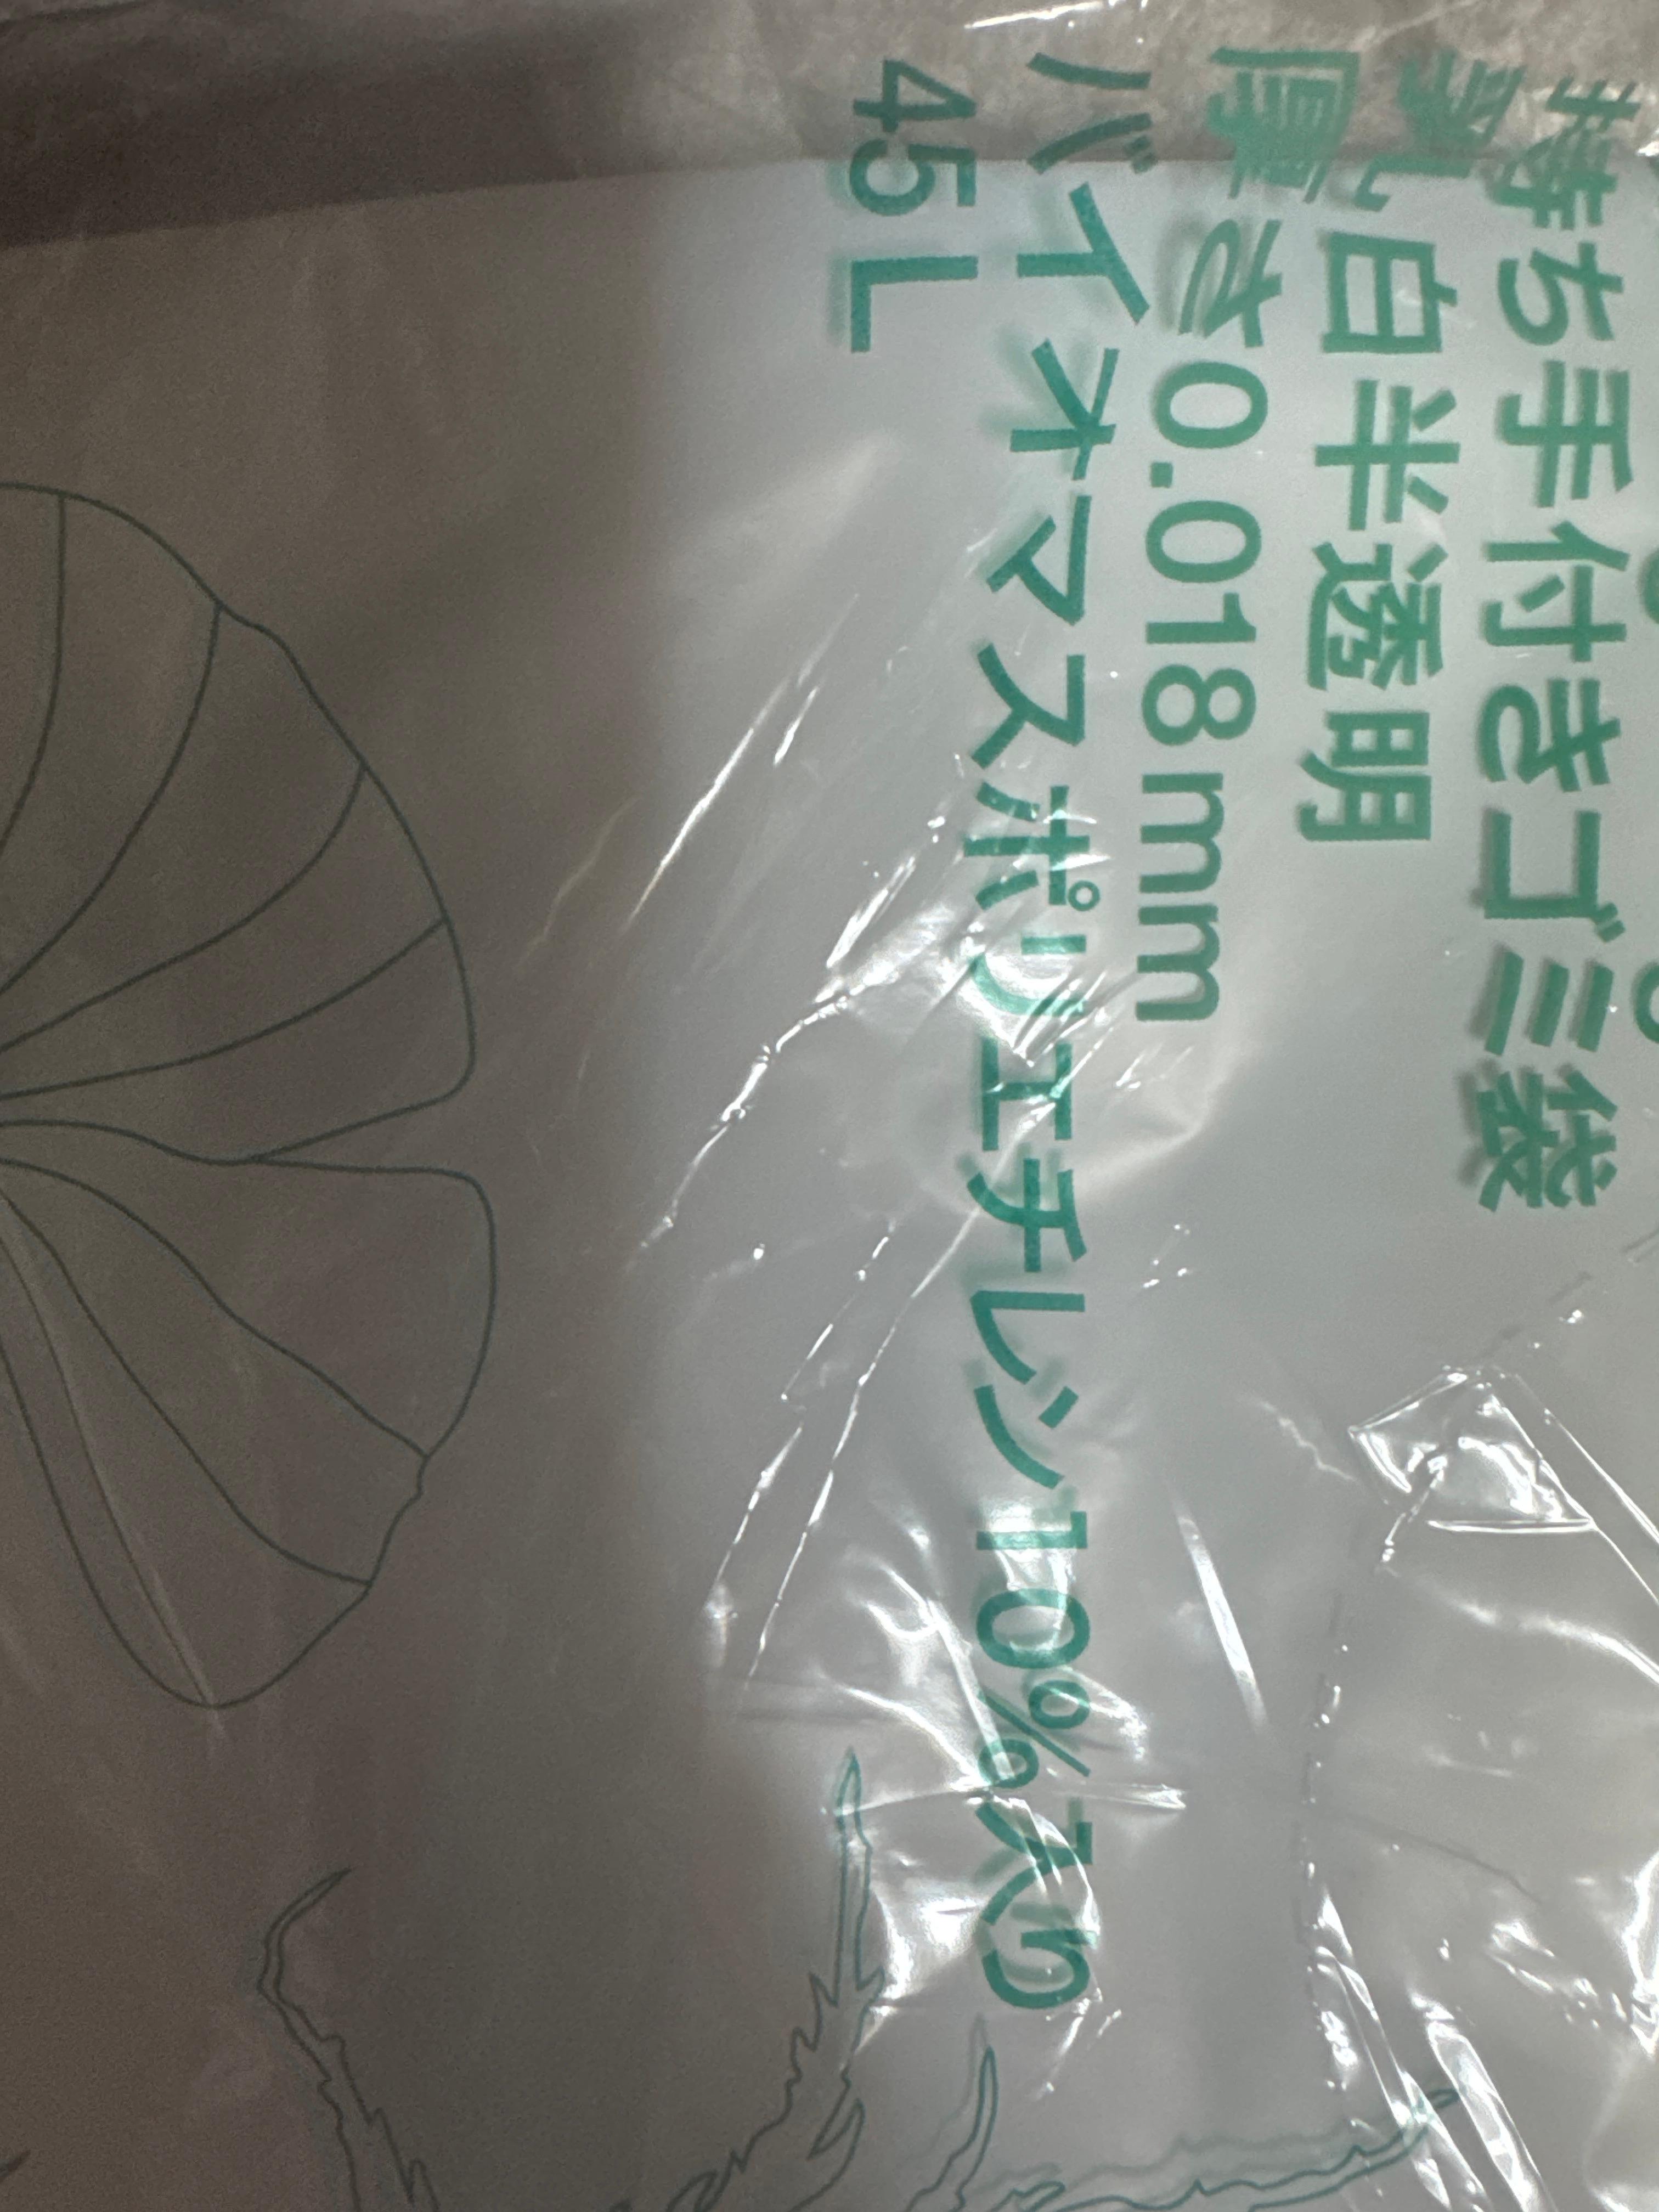 持ち手付きゴミ袋
乳白半透明
厚さ0.018mm
バイオマスポリエチレン10%入り
45L